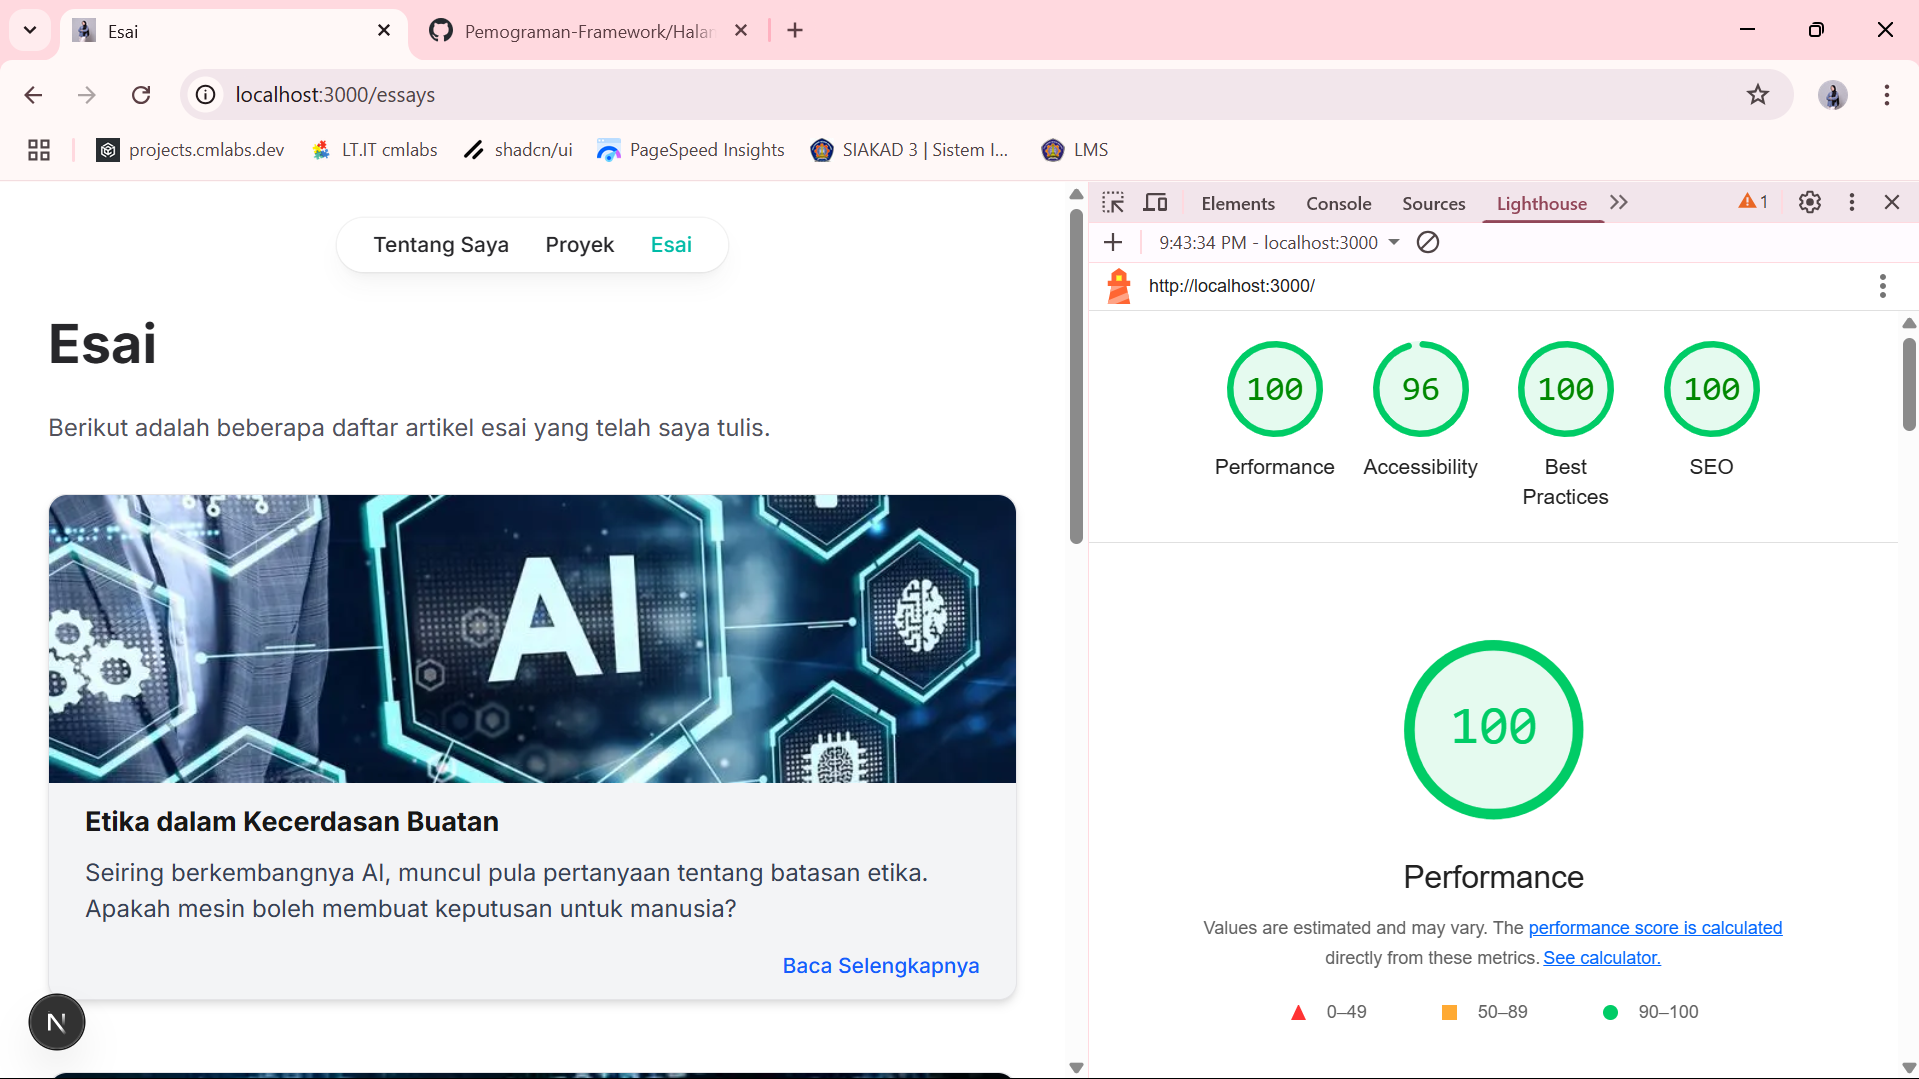 Esai
Pemograman-Framework/Halar
localhost:3000/essays
projects.cmlabs.dev
LT.IT cmlabs
shadcn/ui
PageSpeed Insights
SIAKAD 3 | Sistem I...
LMS
Tentang Saya
Proyek
Esai
Esai
Berikut adalah beberapa daftar artikel esai yang telah saya tulis.
AI
Etika dalam Kecerdasan Buatan
Seiring berkembangnya AI, muncul pula pertanyaan tentang batasan etika.
Apakah mesin boleh membuat keputusan untuk manusia?
Baca Selengkapnya
N
Elements
Console
Sources
Lighthouse
1
9:43:34 PM - localhost:3000
http://localhost:3000/
100
96
100
100
Performance
Accessibility
Best
Practices
SEO
100
Performance
Values are estimated and may vary. The performance score is calculated
directly from these metrics. See calculator.
0–49
50–89
90–100